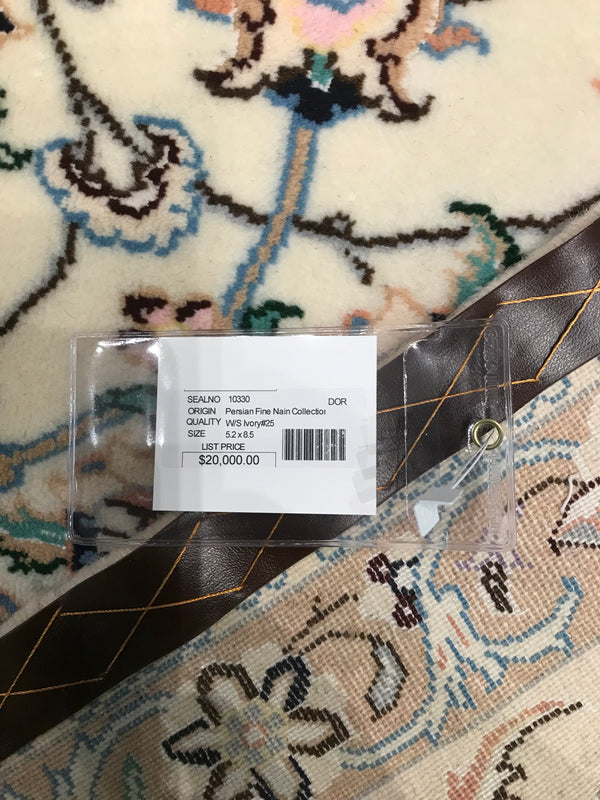 SEALNO 10330 DOR
ORIGIN Persian Fine Nain Collection
QUALITY W/S Ivory#25
SIZE 5.2 x 8.5
LIST PRICE
$20,000.00